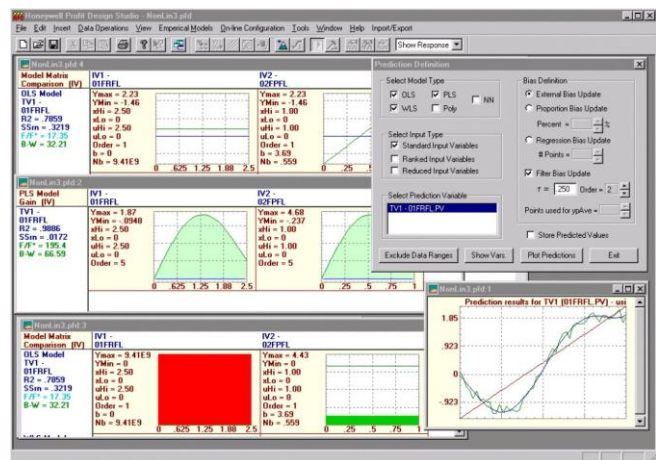 Honeywell Profit Design Studio - NonLin3.pfd
File Edit Insert Data Operations View Empirical Models On-line Configuration Tools Window Help Import/Export
Show Response
NonLin3.pfd:4
Model Matrix
Comparison (IV)
IV1 -
01FRFL
IV2 -
02FPFL
OLS Model
TV1 -
01FRFL
R2 = .7859
SSrn = .3219
F/F* = 17.35
B-W = 32.21
Ymax = 2.23
YMin = -1.46
xHi = 2.50
xLo = 0
uHi = 2.50
uLo = 0
Order = 1
b = 0
Nb = 9.41E9
0 .625 1.25 1.88 2.5
Ymax = 2.23
YMin = -1.46
xHi = 1.00
xLo = 0
uHi = 1.00
uLo = 0
Order = 1
b = 3.69
Nb = .559
0 .25
NonLin3.pfd:2
PLS Model
Gain (IV)
IV1 -
01FRFL
IV2 -
02FPFL
TV1 -
01FRFL
R2 = .9886
SSrn = .0172
F/F* = 195.4
B-W = 66.59
Ymax = 1.87
YMin = -.0948
xHi = 2.50
xLo = 0
uHi = 2.50
uLo = 0
Order = 5
0 .625 1.25 1.88 2.5
Ymax = 4.68
YMin = -.237
xHi = 1.00
xLo = 0
uHi = 1.00
uLo = 0
Order = 5
0 .25 .5 .75 1
NonLin3.pfd:3
Model Matrix
Comparison (IV)
IV1 -
01FRFL
IV2 -
02FPFL
OLS Model
TV1 -
01FRFL
R2 = .7859
SSrn = .3219
F/F* = 17.35
B-W = 32.21
Ymax = 9.41E9
YMin = 0
xHi = 2.50
xLo = 0
uHi = 2.50
uLo = 0
Order = 1
b = 0
Nb = 9.41E9
0 .625 1.25 1.88 2.5
Ymax = 4.43
YMin = 0
xHi = 1.00
xLo = 0
uHi = 1.00
uLo = 0
Order = 1
b = 3.69
Nb = .559
0 .25 .5 .75 1
Prediction Definition
Select Model Type
OLS PLS NN
WLS Poly
Select Input Type
Standard Input Variables
Ranked Input Variables
Reduced Input Variables
Select Prediction Variable
TV1 - 01FRFL.PV
Bias Definition
External Bias Update
Proportion Bias Update
Percent = %
Regression Bias Update
# Points =
Filter Bias Update
τ = 250 Order = 2
Points used for ypAve =
Store Predicted Values
Exclude Data Ranges Show Vars. Plot Predictions Exit
NonLin3.pfd:1
Prediction results for TV1 (01FRFL.PV) - usi
1.85
.923
0
-.923